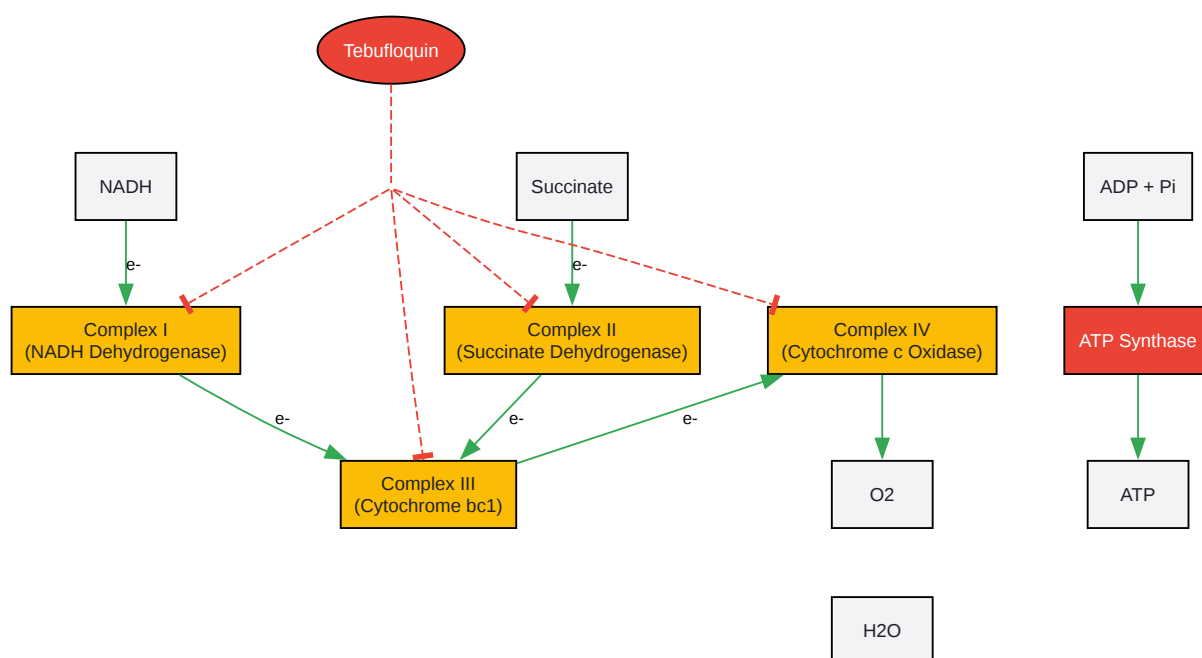 Tebufloquin
NADH
Succinate
ADP + Pi
e-
e-
Complex I
(NADH Dehydrogenase)
Complex II
(Succinate Dehydrogenase)
Complex IV
(Cytochrome c Oxidase)
ATP Synthase
e-
e-
e-
Complex III
(Cytochrome bc1)
O2
ATP
H2O